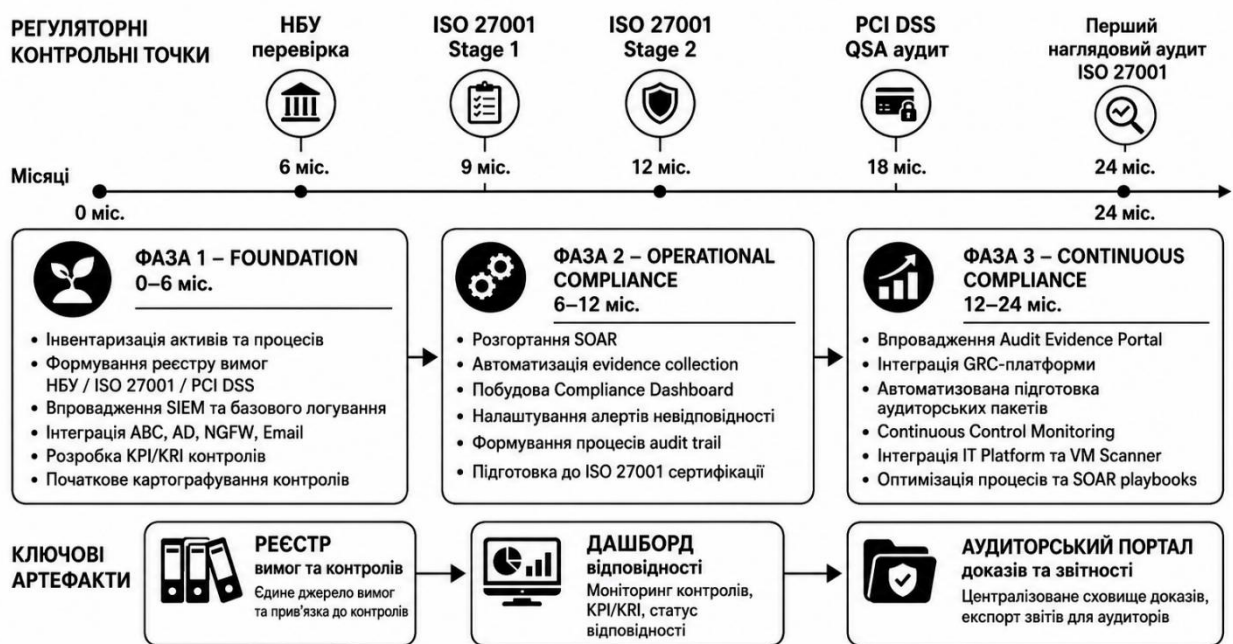 РЕГУЛЯТОРНІ
КОНТРОЛЬНІ ТОЧКИ
НБУ
перевірка
ISO 27001
Stage 1
ISO 27001
Stage 2
PCI DSS
QSA аудит
Перший
наглядовий аудит
ISO 27001
Місяці
6 міс.
9 міс.
12 міс.
18 міс.
24 міс.
0 міс.
24 міс.
ФАЗА 1 – FOUNDATION
0–6 міс.
• Інвентаризація активів та процесів
• Формування реєстру вимог
НБУ / ISO 27001 / PCI DSS
• Впровадження SIEM та базового логування
• Інтеграція ABC, AD, NGFW, Email
• Розробка KPI/KRI контролів
• Початкове картографування контролів
ФАЗА 2 – OPERATIONAL
COMPLIANCE
6–12 міс.
• Розгортання SOAR
• Автоматизація evidence collection
• Побудова Compliance Dashboard
• Налаштування алертів невідповідності
• Формування процесів audit trail
• Підготовка до ISO 27001 сертифікації
ФАЗА 3 – CONTINUOUS
COMPLIANCE
12–24 міс.
• Впровадження Audit Evidence Portal
• Інтеграція GRC-платформи
• Автоматизована підготовка
аудиторських пакетів
• Continuous Control Monitoring
• Інтеграція IT Platform та VM Scanner
• Оптимізація процесів та SOAR playbooks
КЛЮЧОВІ
АРТЕФАКТИ
РЕЄСТР
вимог та контролів
Єдине джерело вимог
та прив'язка до контролів
ДАШБОРД
відповідності
Моніторинг контролів,
KPI/KRI, статус
відповідності
АУДИТОРСЬКИЙ ПОРТАЛ
доказів та звітності
Централізоване сховище доказів,
експорт звітів для аудиторів